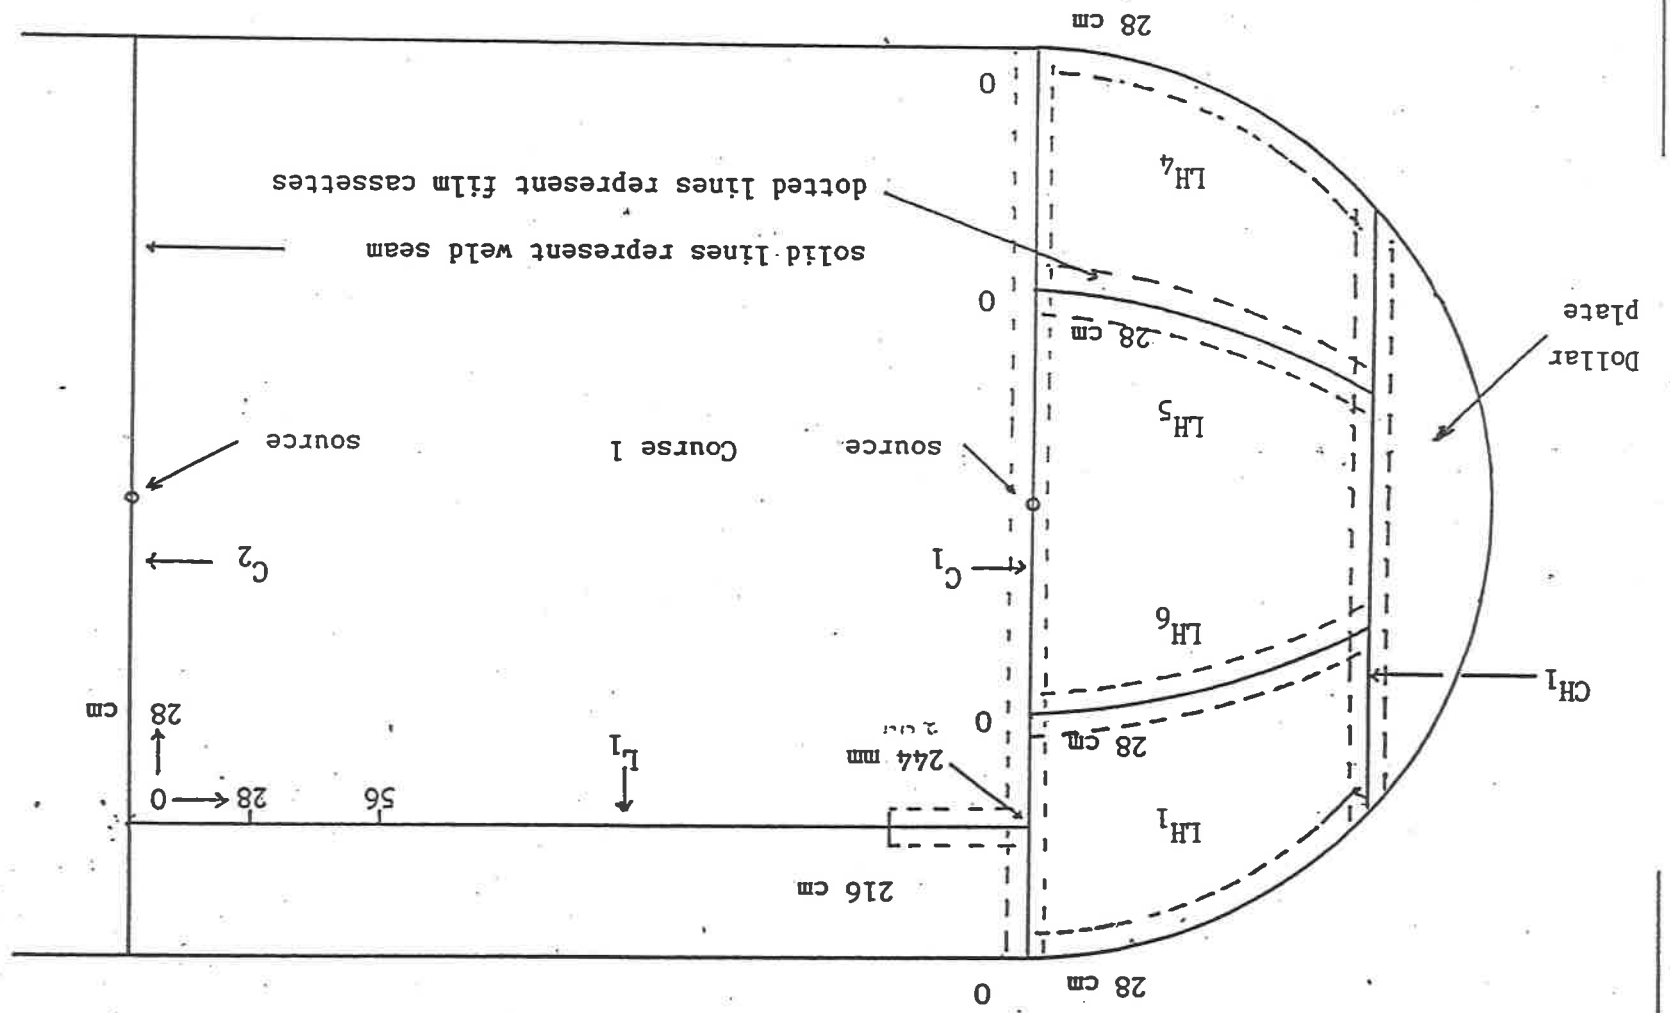 0
28 cm
216 cm
LH₁
56
28
0
244 mm
L₁
28 cm
0
28
cm
CH₁
LH₆
C₁
C₂
source
Course 1
source
LH₅
Dollar
plate
28 cm
0
solid lines represent weld seam
dotted lines represent film cassettes
LH₄
0
28 cm